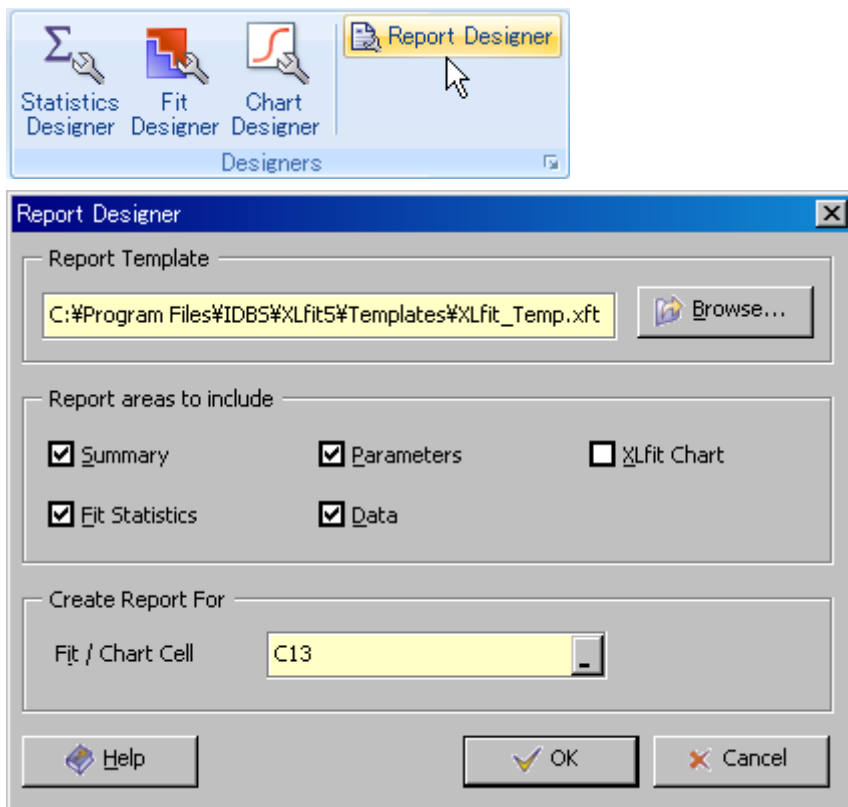 Report Designer
Statistics Designer
Fit Designer
Chart Designer
Designers
Report Designer
Report Template
C:¥Program Files¥IDBS¥XLfit5¥Templates¥XLfit_Temp.xft
Browse...
Report areas to include
Summary
Parameters
XLfit Chart
Fit Statistics
Data
Create Report For
Fit / Chart Cell
C13
Help
OK
Cancel